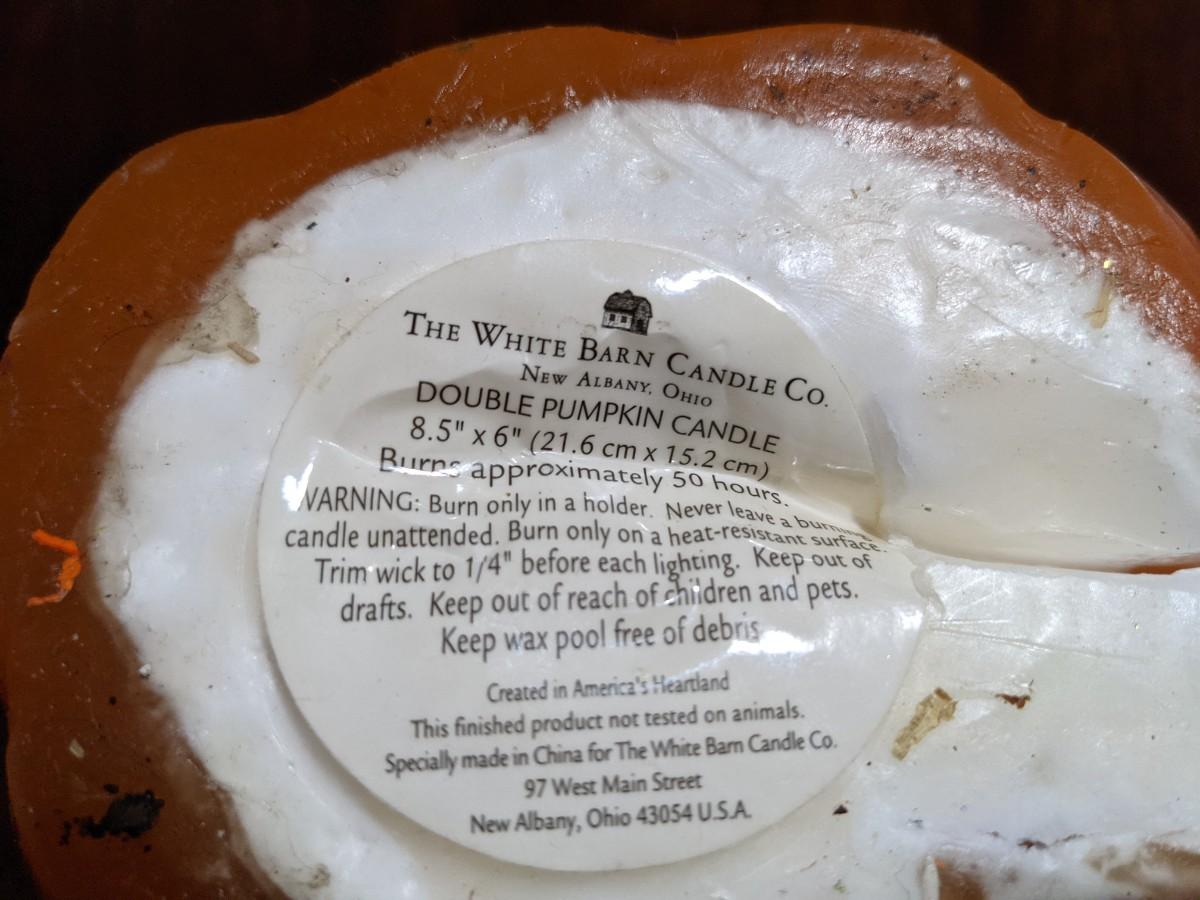 THE WHITE BARN CANDLE CO.
NEW ALBANY, OHIO
DOUBLE PUMPKIN CANDLE
8.5" x 6" (21.6 cm x 15.2 cm)
Burns approximately 50 hours.
WARNING: Burn only in a holder. Never leave a burning
candle unattended. Burn only on a heat-resistant surface.
Trim wick to 1/4" before each lighting. Keep out of
drafts. Keep out of reach of children and pets.
Keep wax pool free of debris
Created in America's Heartland
This finished product not tested on animals.
Specially made in China for The White Barn Candle Co.
97 West Main Street
New Albany, Ohio 43054 U.S.A.